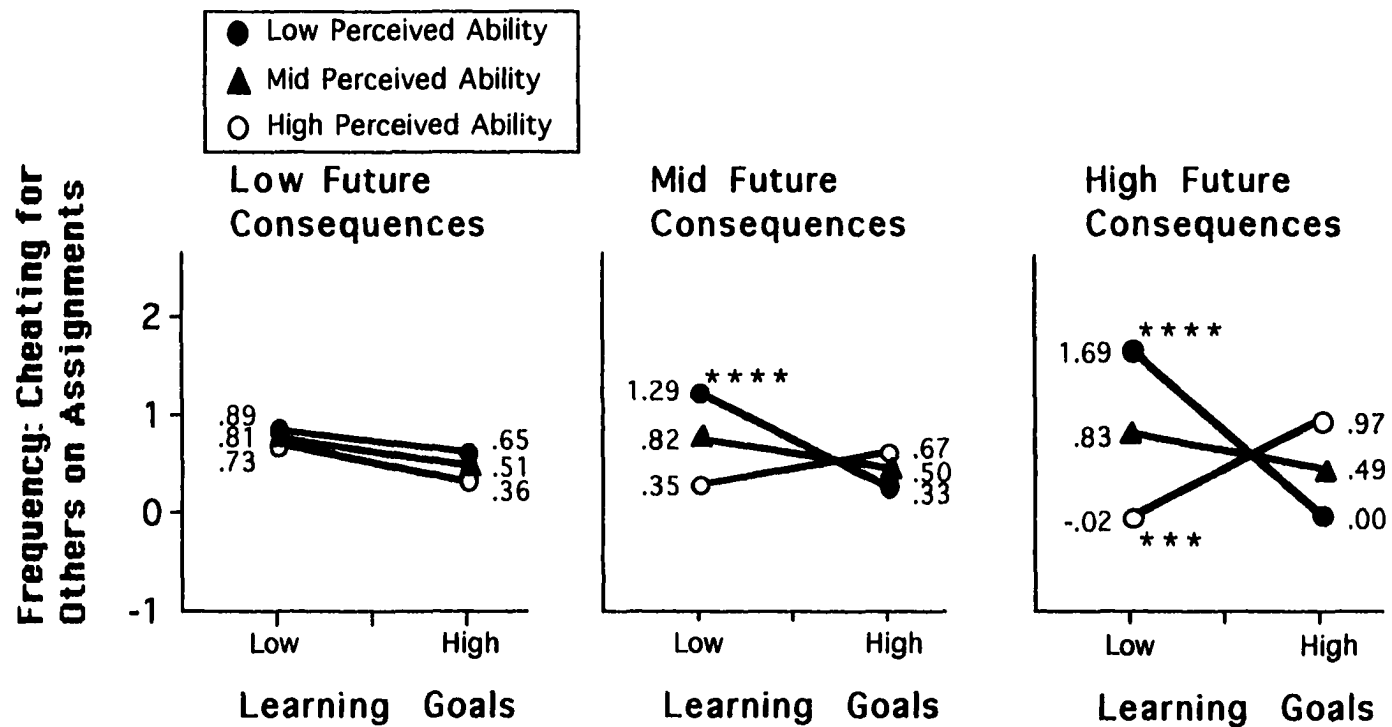 Low Perceived Ability
Mid Perceived Ability
High Perceived Ability
Frequency: Cheating for
Others on Assignments
Low Future
Consequences
Mid Future
Consequences
High Future
Consequences
2
1
0
-1
.89
.81
.73
.65
.51
.36
Low
High
Learning Goals
1.29
****
.82
.35
.67
.50
.33
Low
High
Learning Goals
1.69
****
.83
-.02
***
.97
.49
.00
Low
High
Learning Goals